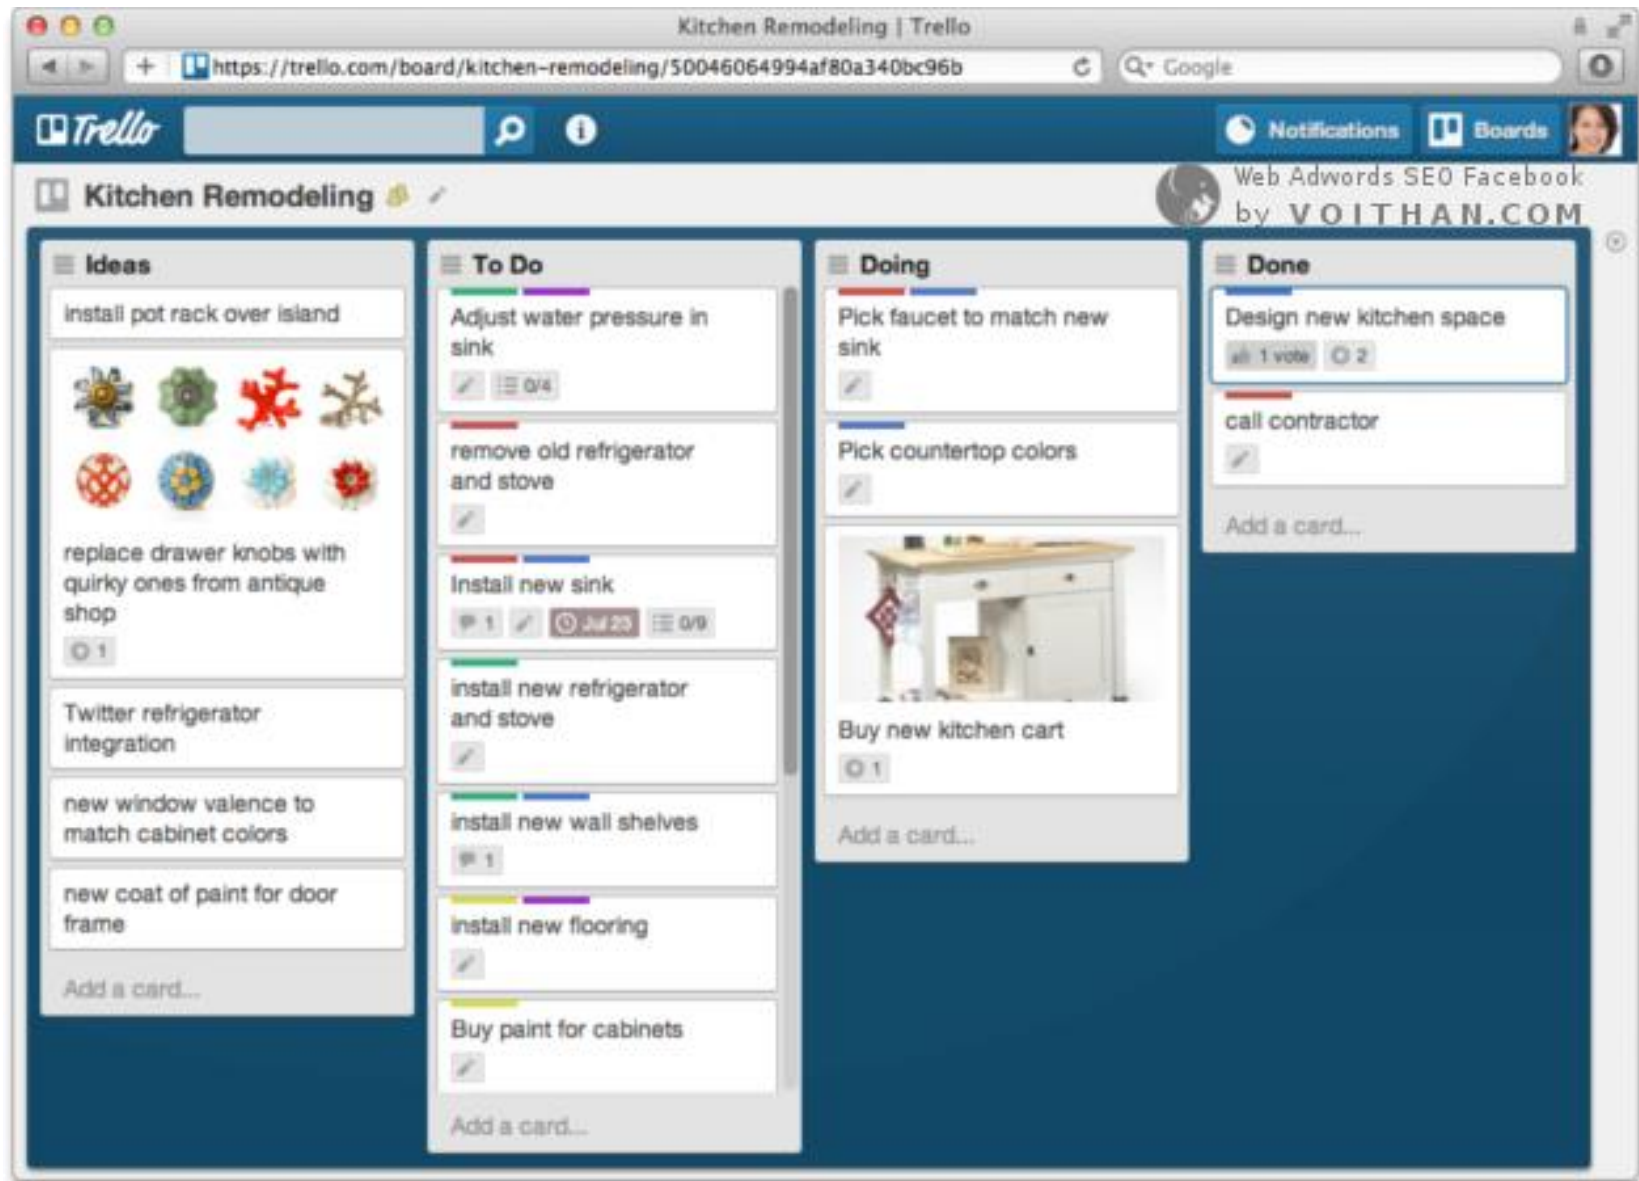 Kitchen Remodeling | Trello
https://trello.com/board/kitchen-remodeling/50046064994af80a340bc96b
Google
Trello
Notifications
Boards
Kitchen Remodeling
Web Adwords SEO Facebook
by VOITHAN.COM
Ideas
install pot rack over island
replace drawer knobs with
quirky ones from antique
shop
1
Twitter refrigerator
integration
new window valence to
match cabinet colors
new coat of paint for door
frame
Add a card...
To Do
Adjust water pressure in
sink
0/4
remove old refrigerator
and stove
Install new sink
1 Jul 23 0/9
install new refrigerator
and stove
install new wall shelves
1
install new flooring
Buy paint for cabinets
Add a card...
Doing
Pick faucet to match new
sink
Pick countertop colors
Buy new kitchen cart
1
Add a card...
Done
Design new kitchen space
1 vote 2
call contractor
Add a card...